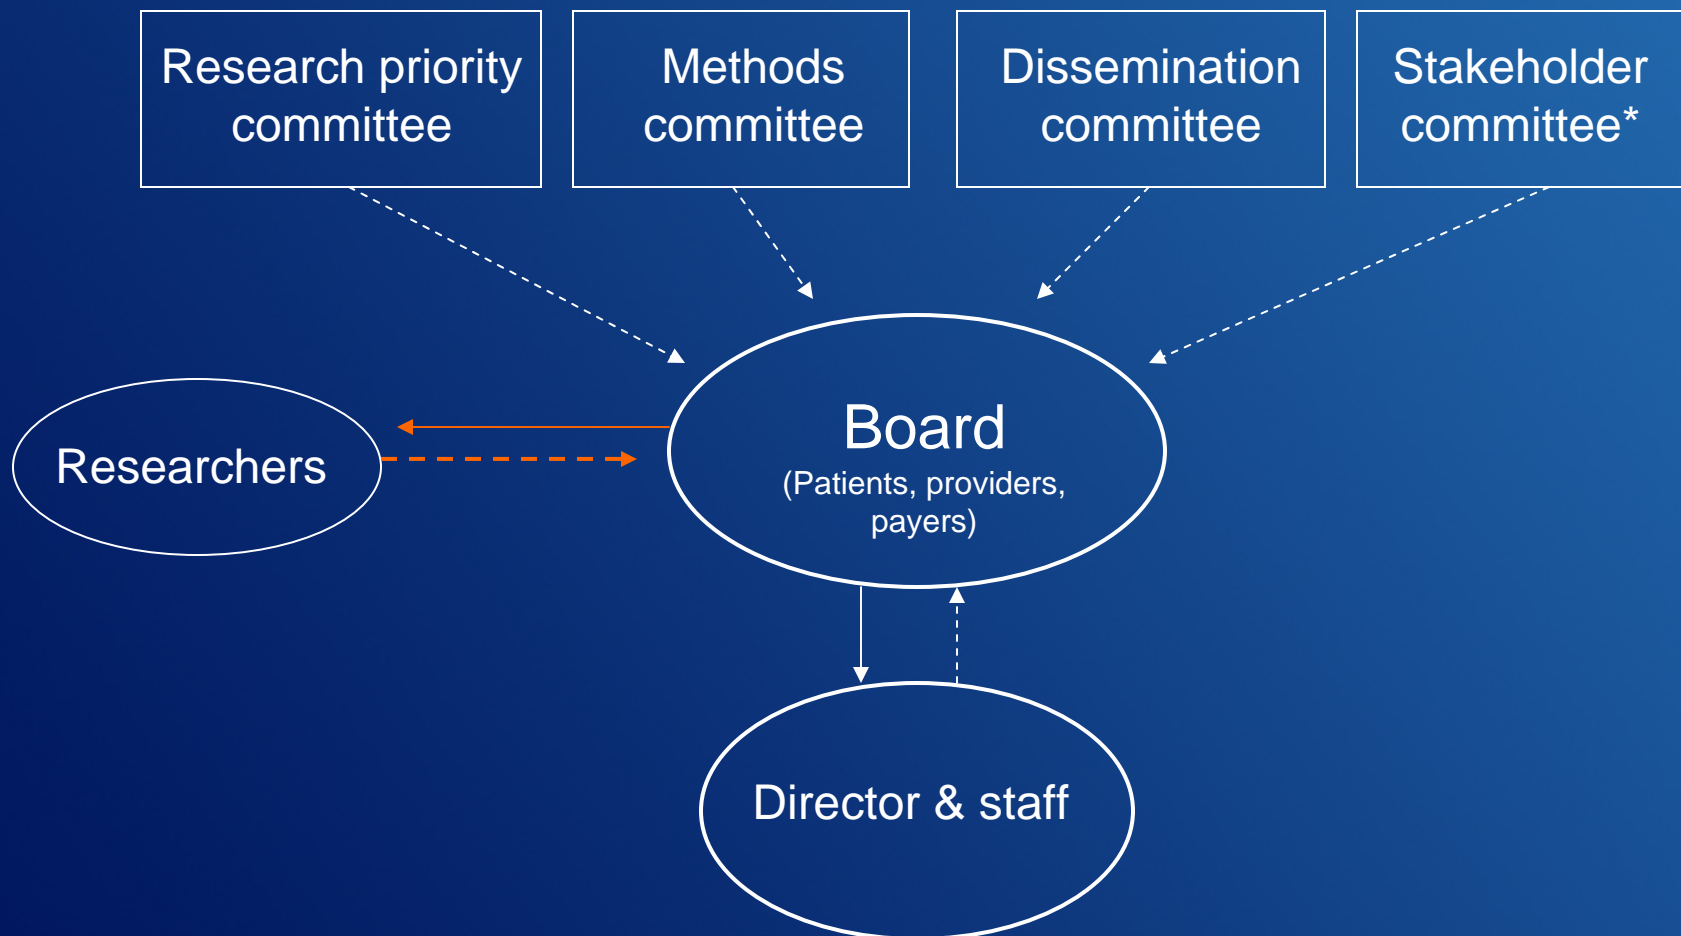 Research priority
committee
Methods
committee
Dissemination
committee
Stakeholder
committee*
Researchers
Board
(Patients, providers,
payers)
Director & staff